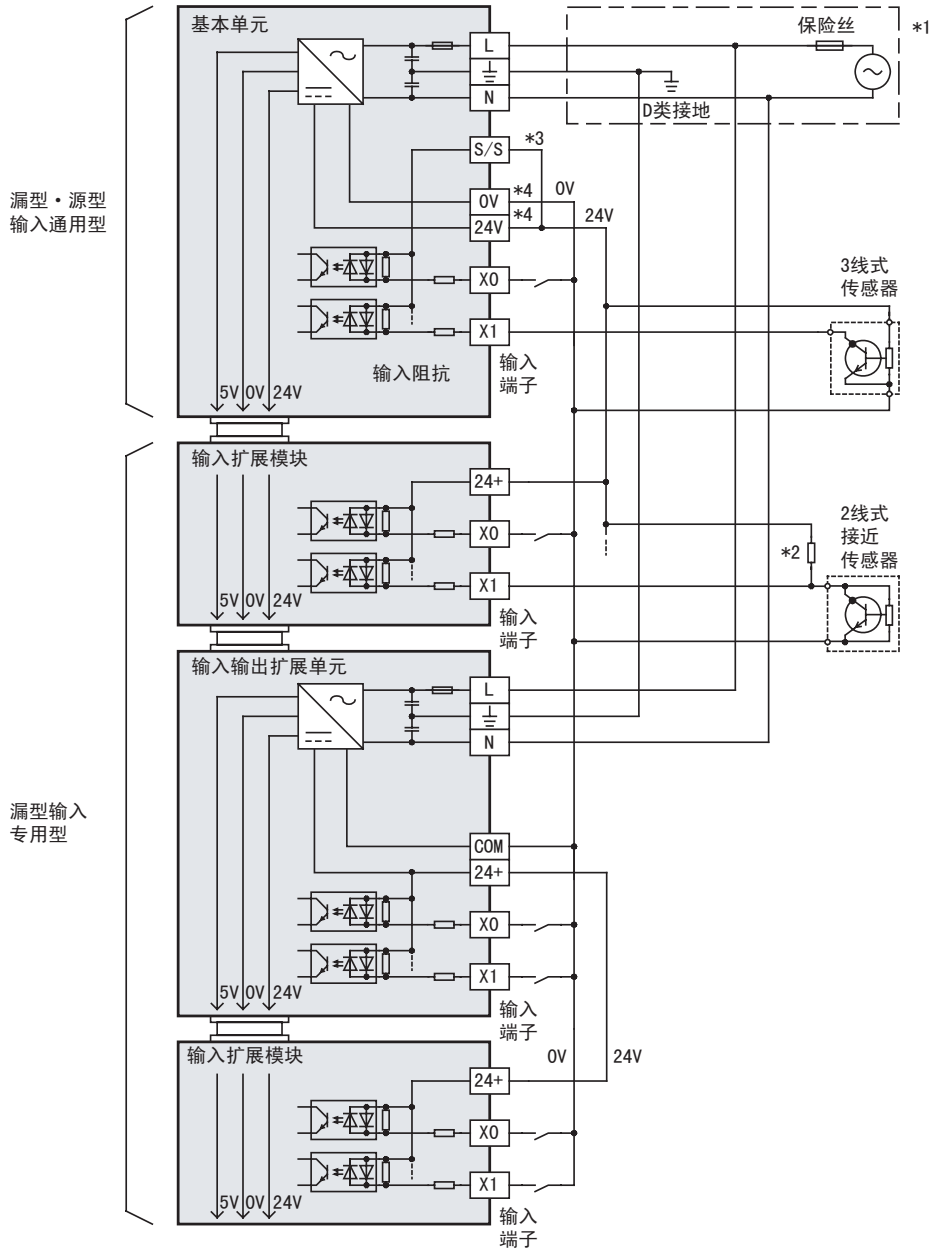 基本单元
保险丝
*1
L
N
D类接地
S/S
*3
漏型・源型
输入通用型
0V
*4
0V
24V
*4
24V
3线式
传感器
X0
X1
输入
端子
输入阻抗
5V 0V 24V
输入扩展模块
24+
X0
2线式
接近
传感器
*2
X1
5V 0V 24V
输入
端子
输入输出扩展单元
L
N
漏型输入
专用型
COM
24+
X0
X1
5V 0V 24V
输入
端子
输入扩展模块
0V
24V
24+
X0
X1
5V 0V 24V
输入
端子